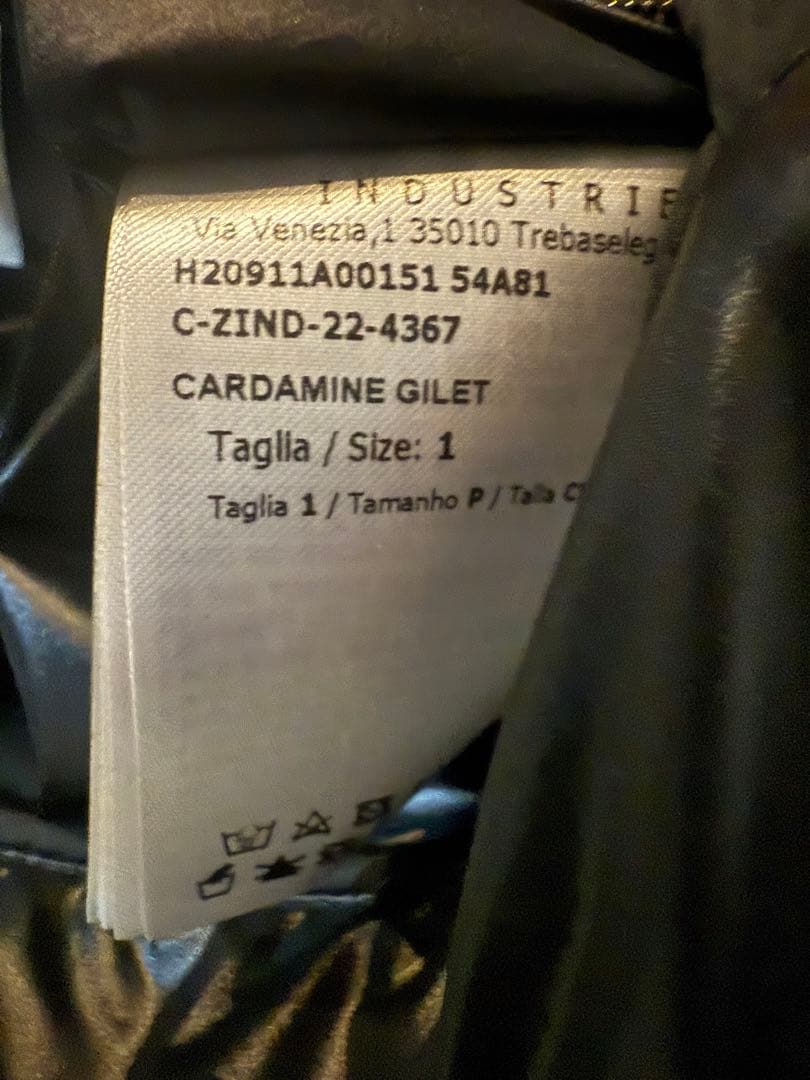 INDUSTRIE
Via Venezia,1 35010 Trebaseleg
H20911A00151 54A81
C-ZIND-22-4367
CARDAMINE GILET
Taglia / Size: 1
Taglia 1 / Tamanho P / Talla C